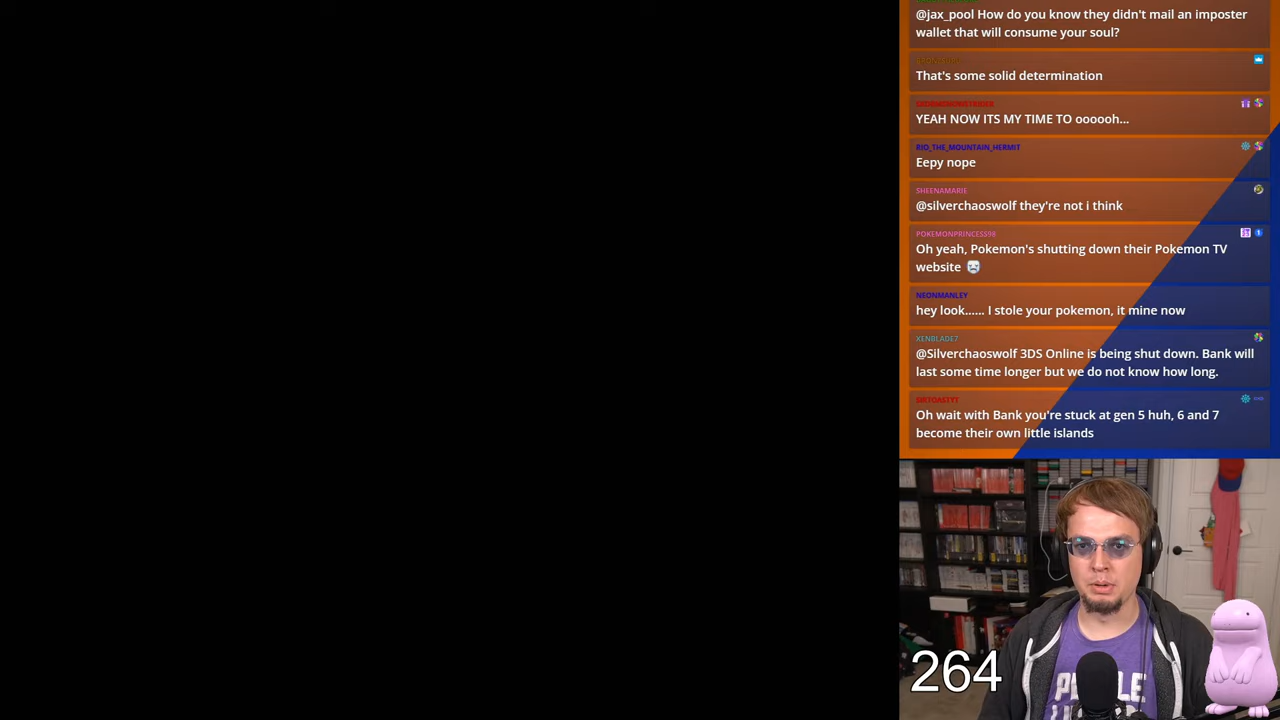 @jax_pool How do you know they didn't mail an imposter
wallet that will consume your soul?
That's some solid determination
YEAH NOW ITS MY TIME TO oooooh...
RIO_THE_MOUNTAIN_HERMIT
Eepy nope
SHEENAMARIE
@silverchaoswolf they're not i think
POKEMONPRINCESS98
Oh yeah, Pokemon's shutting down their Pokemon TV
website
NEONMANLEY
hey look...... I stole your pokemon, it mine now
XENBLADE7
@Silverchaoswolf 3DS Online is being shut down. Bank will
last some time longer but we do not know how long.
Oh wait with Bank you're stuck at gen 5 huh, 6 and 7
become their own little islands
264